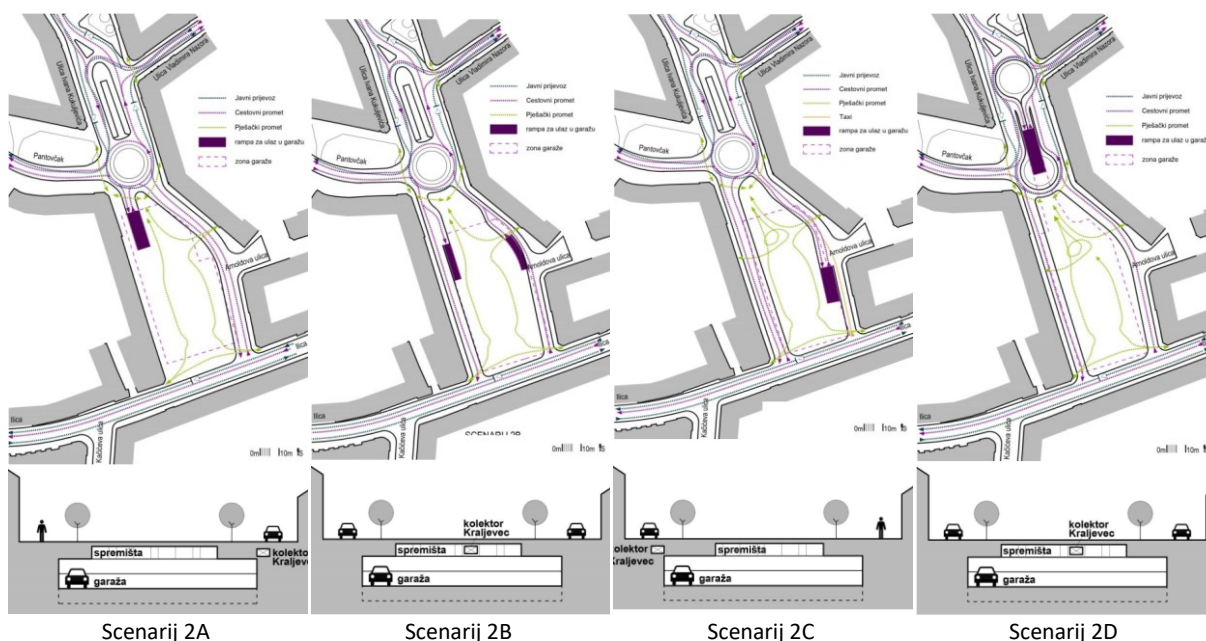 Ulica Ivana Kukuljevića
Ulica Vladimira Nazora
Javni prijevoz
Cestovni promet
Pješački promet
rampa za ulaz u garažu
zona garaže
Pantovčak
Arnoldova ulica
Ilica
Ilica
Kačićeva ulica
0m 10m
kolektor
Kraljevec
spremišta
garaža
Scenarij 2A
Ulica Ivana Kukuljevića
Ulica Vladimira Nazora
Javni prijevoz
Cestovni promet
Pješački promet
rampa za ulaz u garažu
zona garaže
Pantovčak
Arnoldova ulica
Ilica
Ilica
Kačićeva ulica
SCENARIJ 2B
0m 10m
kolektor
Kraljevec
spremišta
garaža
Scenarij 2B
Ulica Ivana Kukuljevića
Ulica Vladimira Nazora
Javni prijevoz
Cestovni promet
Pješački promet
Taxi
rampa za ulaz u garažu
zona garaže
Pantovčak
Arnoldova ulica
Ilica
Ilica
Kačićeva ulica
0m 10m
kolektor
Kraljevec
spremišta
garaža
Scenarij 2C
Ulica Ivana Kukuljevića
Ulica Vladimira Nazora
Javni prijevoz
Cestovni promet
Pješački promet
rampa za ulaz u garažu
zona garaže
Pantovčak
Arnoldova ulica
Ilica
Ilica
Kačićeva ulica
0m 10m
kolektor
Kraljevec
spremišta
garaža
Scenarij 2D